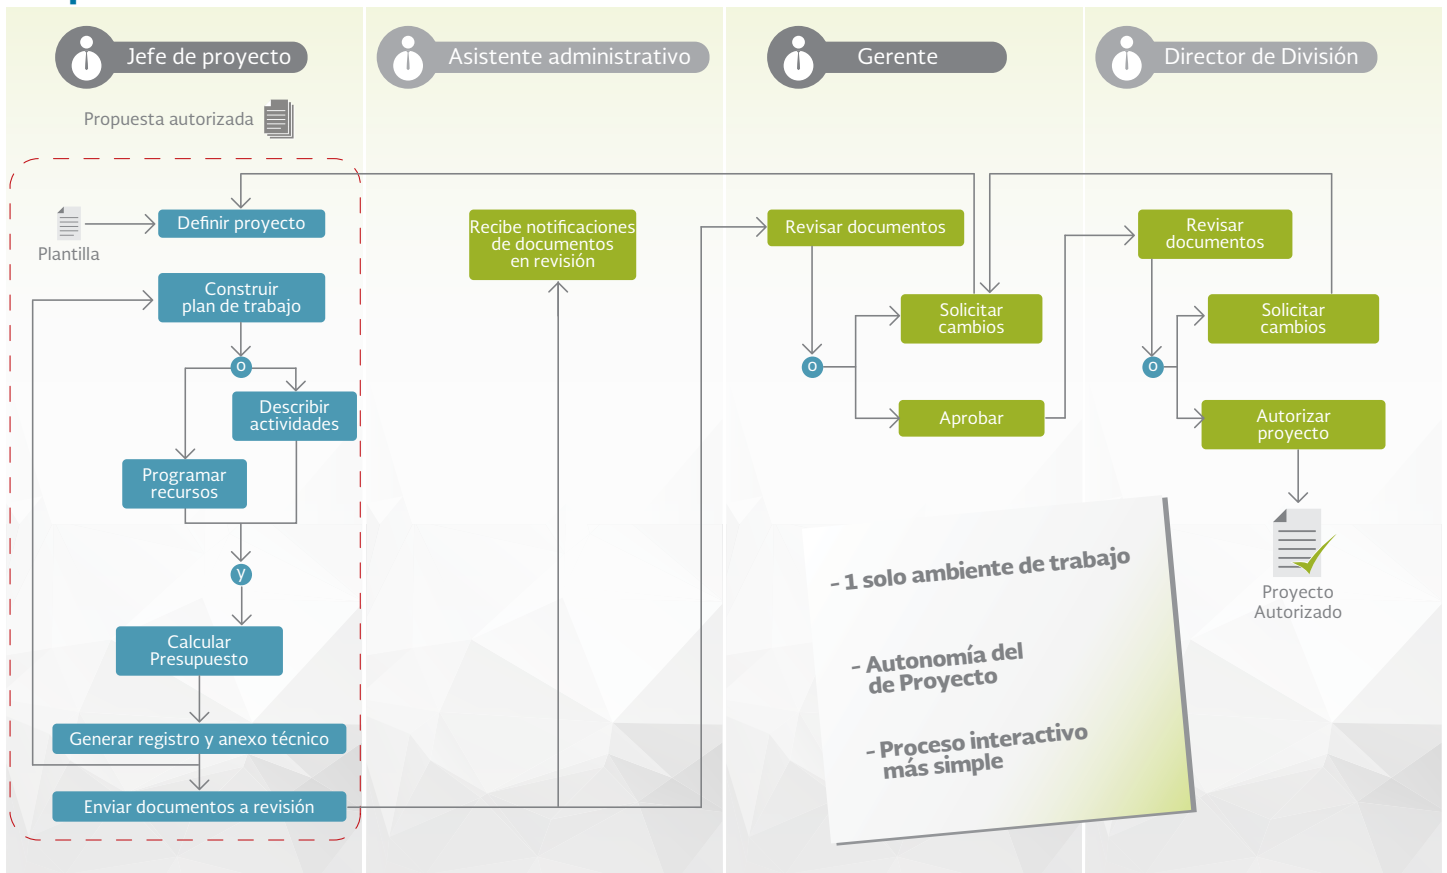 Jefe de proyecto
Asistente administrativo
Gerente
Director de División
Propuesta autorizada
Plantilla
Definir proyecto
Construir
plan de trabajo
o
Describir
actividades
Programar
recursos
y
Calcular
Presupuesto
Generar registro y anexo técnico
Enviar documentos a revisión
Recibe notificaciones
de documentos
en revisión
Revisar documentos
Solicitar
cambios
o
Aprobar
Revisar
documentos
Solicitar
cambios
o
Autorizar
proyecto
Proyecto
Autorizado
- 1 solo ambiente de trabajo
- Autonomía del
de Proyecto
- Proceso interactivo
más simple